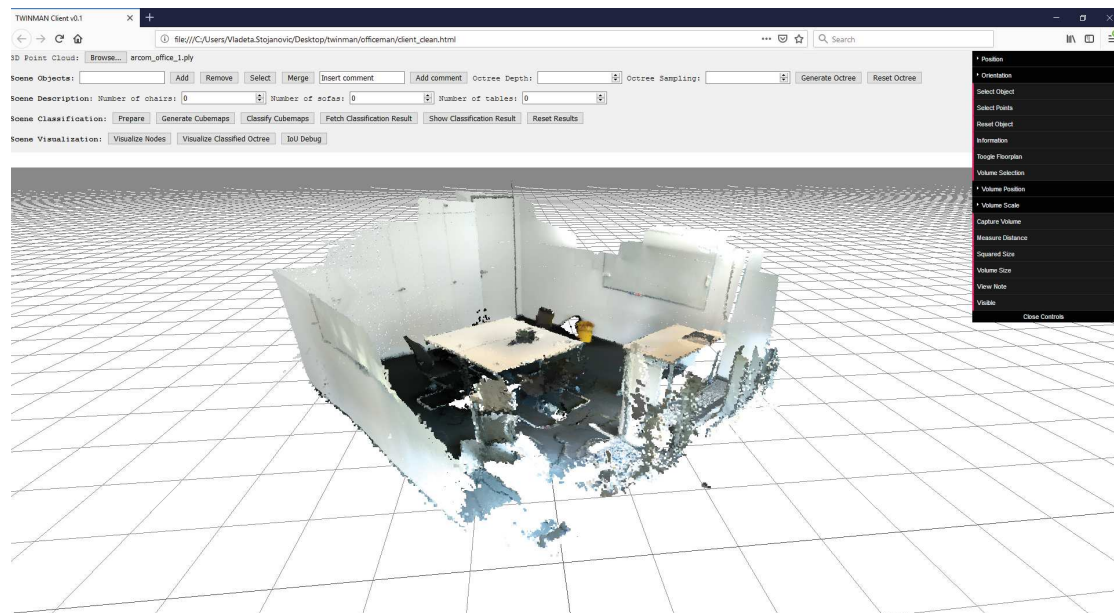 TWINMAN Client v0.1
file:///C:/Users/Vladeta.Stojanovic/Desktop/twinman/officeman/client_clean.html
Search
3D Point Cloud: Browse... arcom_office_1.ply
Scene Objects: Add Remove Select Merge Insert comment Add comment Octree Depth: Octree Sampling: Generate Octree Reset Octree
Scene Description: Number of chairs: 0 Number of sofas: 0 Number of tables: 0
Scene Classification: Prepare Generate Cubemaps Classify Cubemaps Fetch Classification Result Show Classification Result Reset Results
Scene Visualization: Visualize Nodes Visualize Classified Octree IoU Debug
Position
Orientation
Select Object
Select Points
Reset Object
Information
Toogle Floorplan
Volume Selection
Volume Position
Volume Scale
Capture Volume
Measure Distance
Squared Size
Volume Size
View Note
Visible
Close Controls